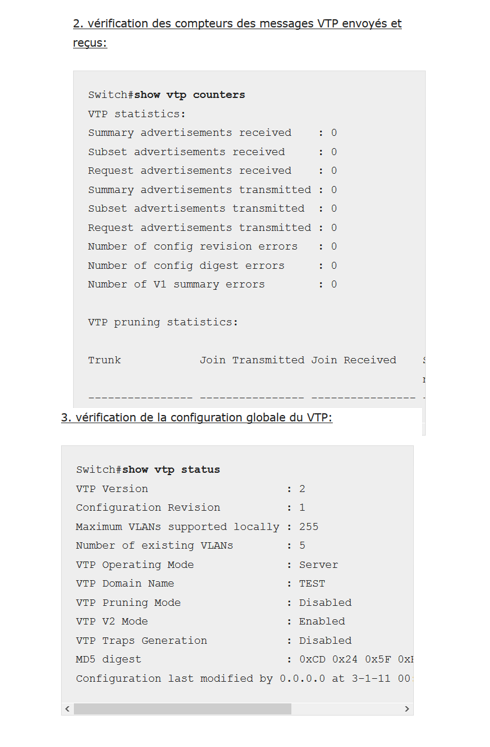 2. vérification des compteurs des messages VTP envoyés et
reçus:
Switch#show vtp counters
VTP statistics:
Summary advertisements received    : 0
Subset advertisements received     : 0
Request advertisements received    : 0
Summary advertisements transmitted : 0
Subset advertisements transmitted  : 0
Request advertisements transmitted : 0
Number of config revision errors   : 0
Number of config digest errors     : 0
Number of V1 summary errors        : 0
VTP pruning statistics:
Trunk            Join Transmitted Join Received
---------------- ---------------- ----------------
3. vérification de la configuration globale du VTP:
Switch#show vtp status
VTP Version                     : 2
Configuration Revision          : 1
Maximum VLANs supported locally : 255
Number of existing VLANs        : 5
VTP Operating Mode              : Server
VTP Domain Name                 : TEST
VTP Pruning Mode                : Disabled
VTP V2 Mode                     : Enabled
VTP Traps Generation            : Disabled
MD5 digest                      : 0xCD 0x24 0x5F
Configuration last modified by 0.0.0.0 at 3-1-11 00